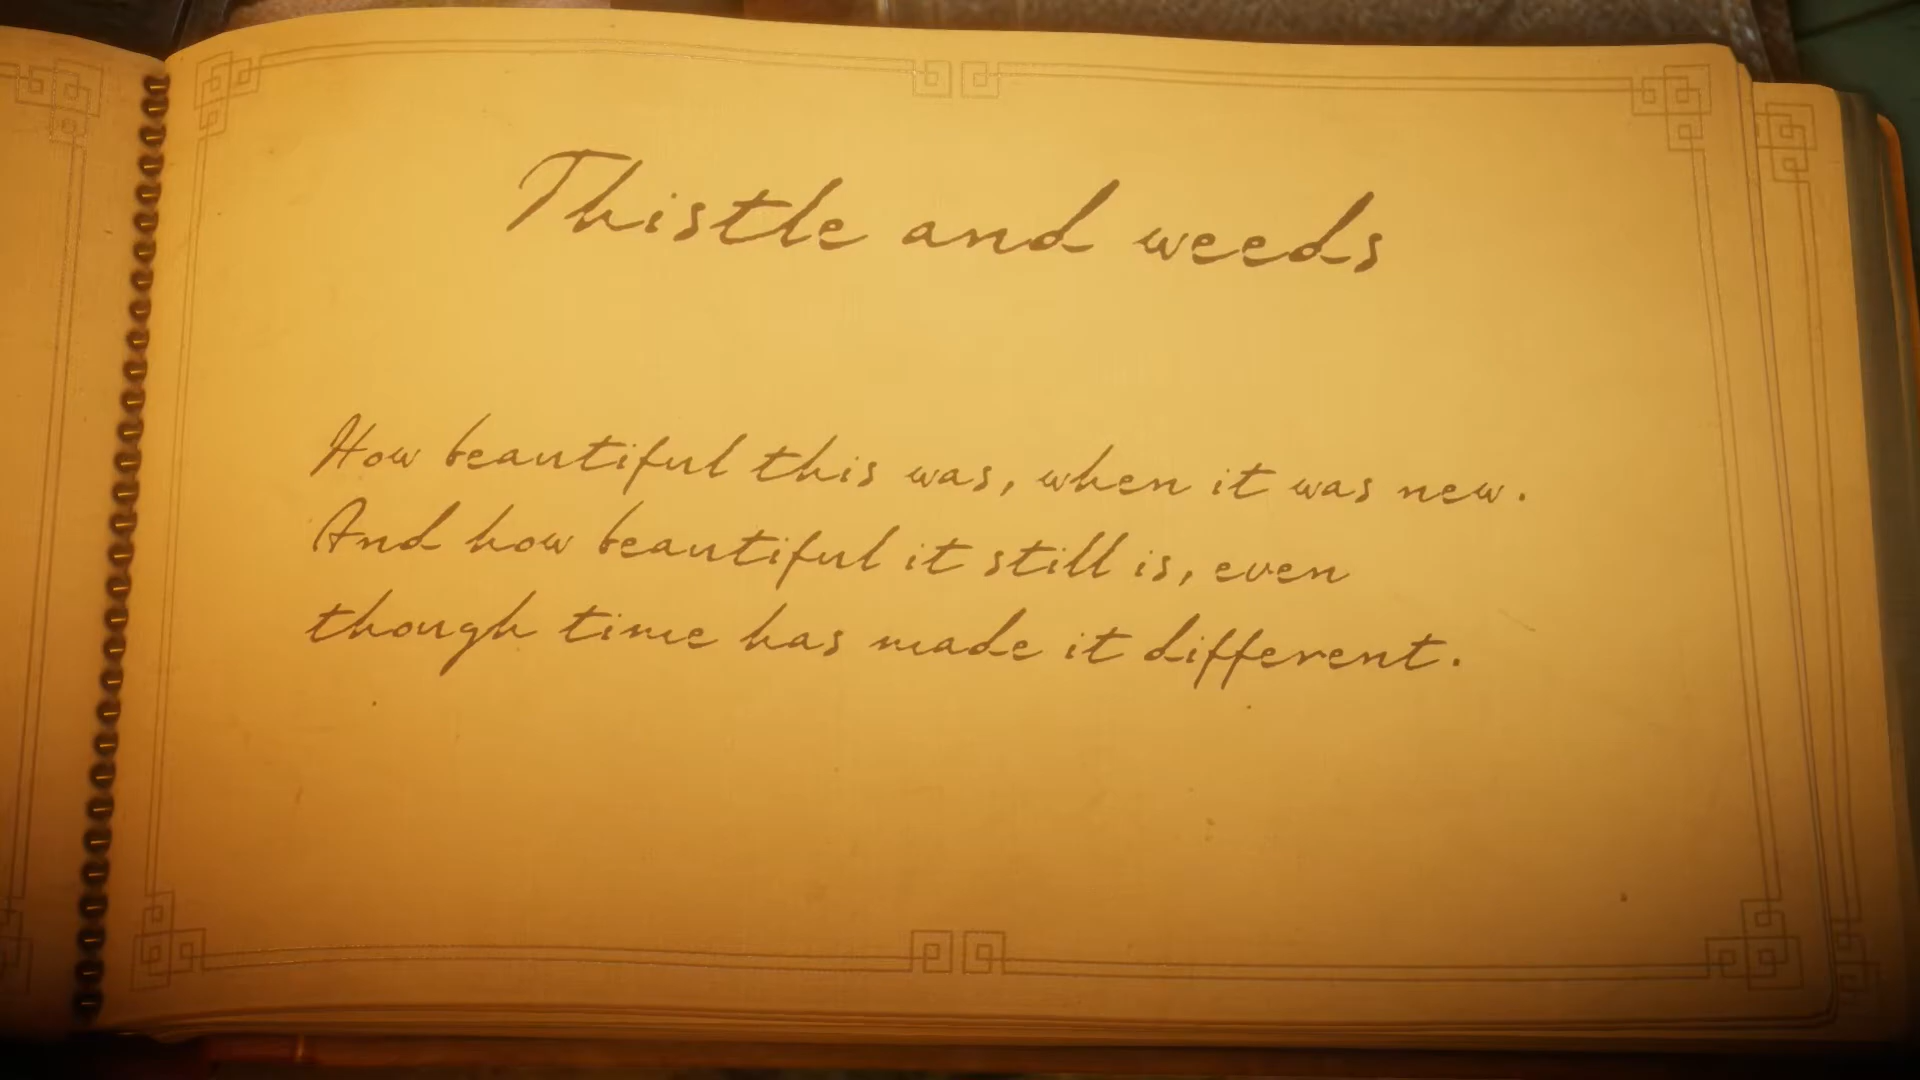 Thistle and weeds
How beautiful this was, when it was new.
And how beautiful it still is, even
though time has made it different.